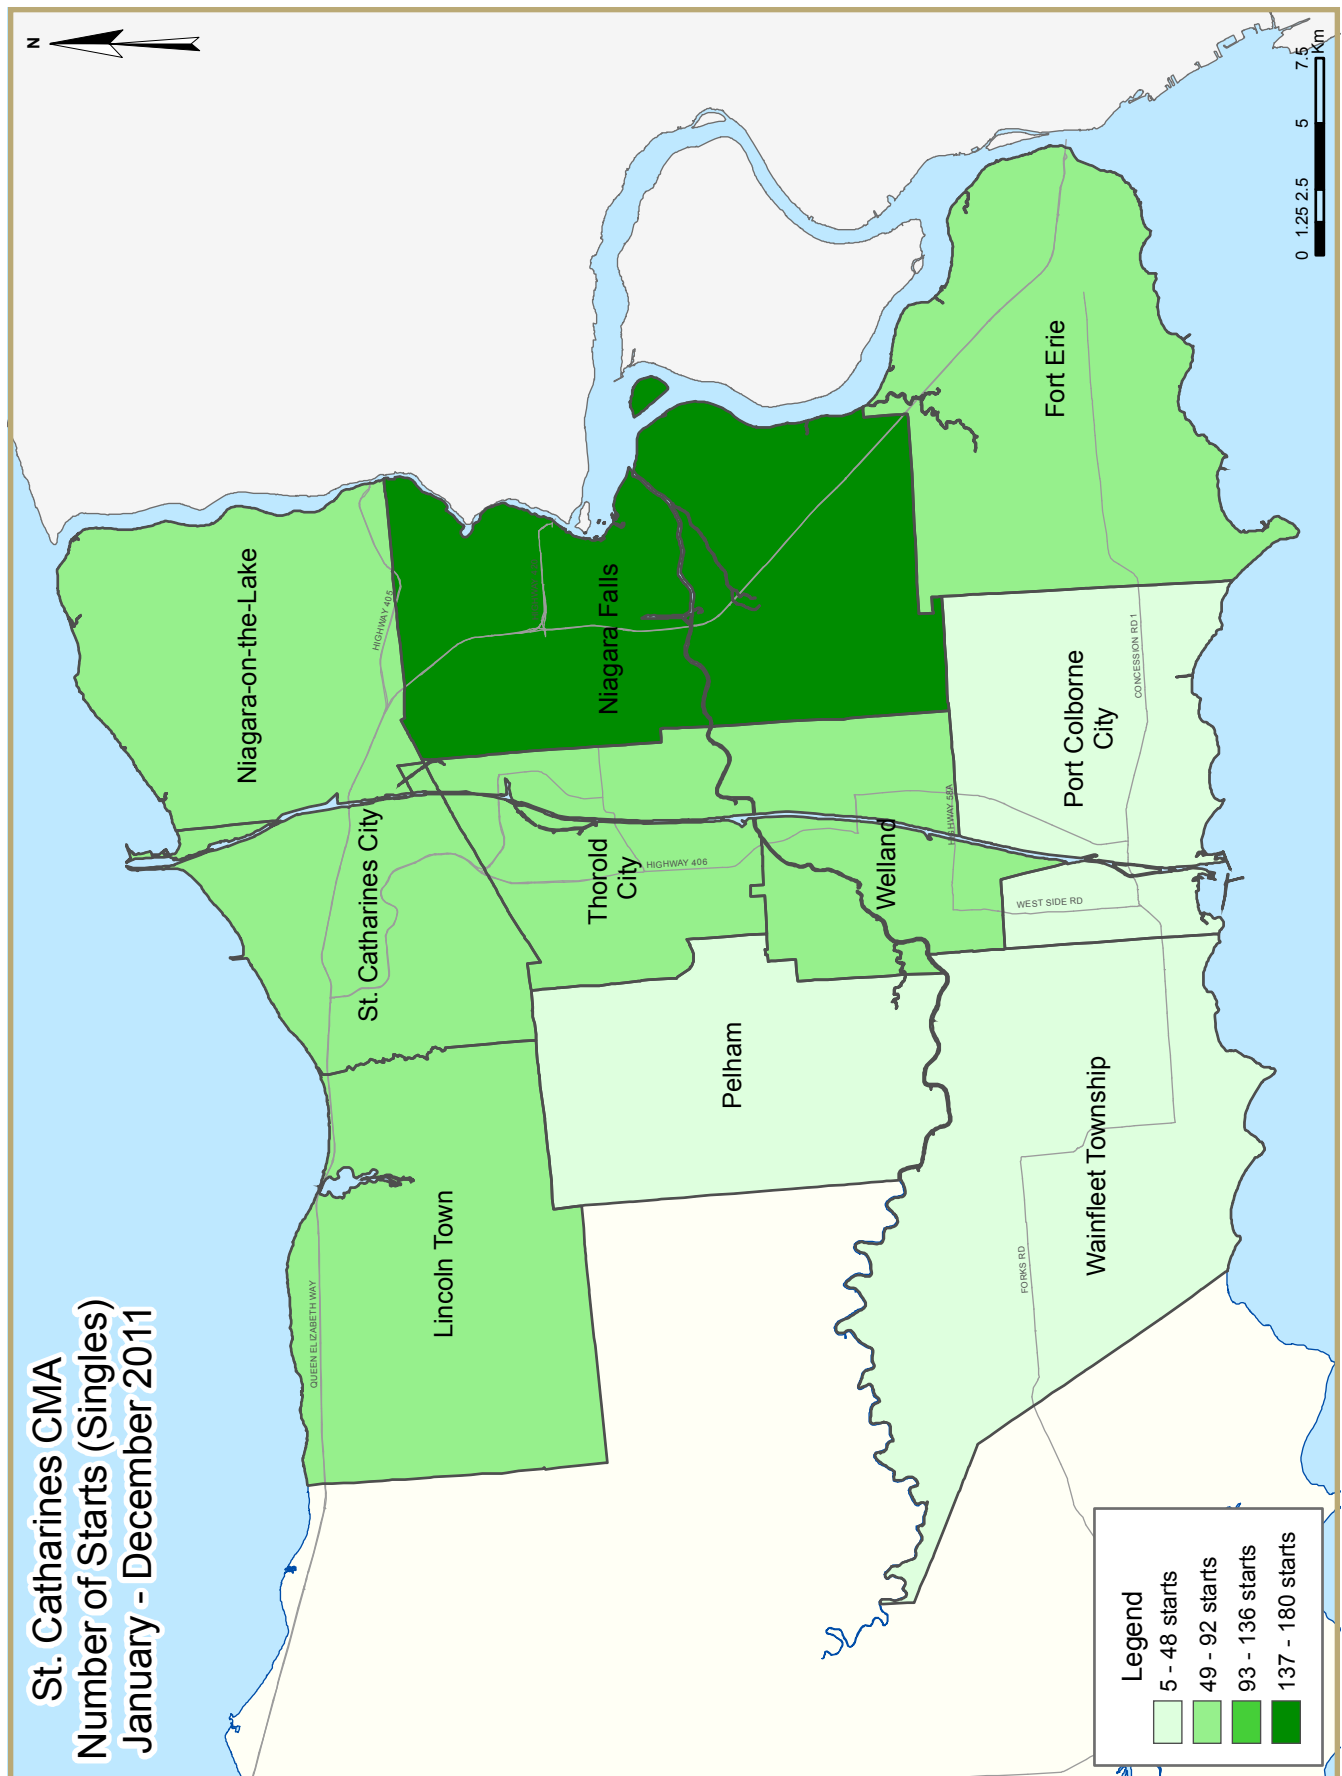 St. Catharines CMA
Number of Starts (Singles)
January - December 2011
N
Niagara-on-the-Lake
HIGHWAY 405
St. Catharines City
Niagara Falls
QUEEN ELIZABETH WAY
Lincoln Town
Thorold
City
HIGHWAY 406
Pelham
Welland
HIGHWAY 58A
Fort Erie
Port Colborne
City
CONCESSION RD 1
WEST SIDE RD
FORKS RD
Wainfleet Township
Legend
5 - 48 starts
49 - 92 starts
93 - 136 starts
137 - 180 starts
0 1.25 2.5 5 7.5
Km